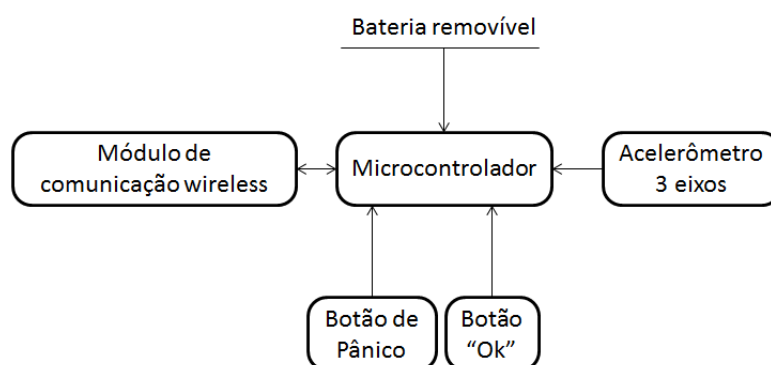 Bateria removível
Módulo de
comunicação wireless
Microcontrolador
Acelerômetro
3 eixos
Botão de
Pânico
Botão
“Ok”